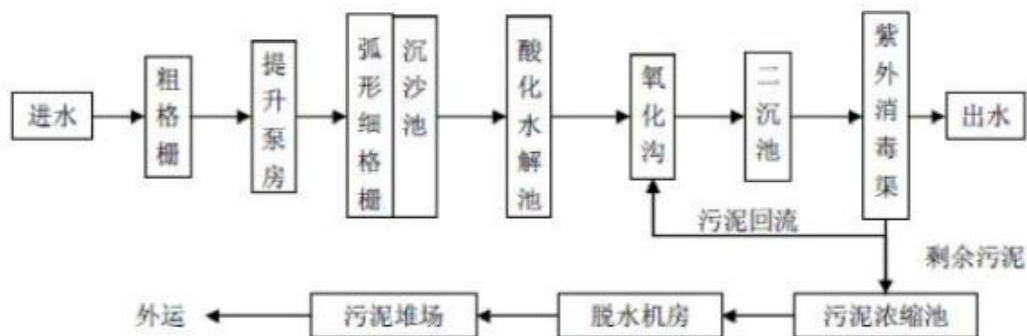 进水
粗格栅
提升泵房
弧形细格栅
沉沙池
酸化水解池
氧化沟
二沉池
紫外消毒渠
出水
污泥回流
剩余污泥
外运
污泥堆场
脱水机房
污泥浓缩池